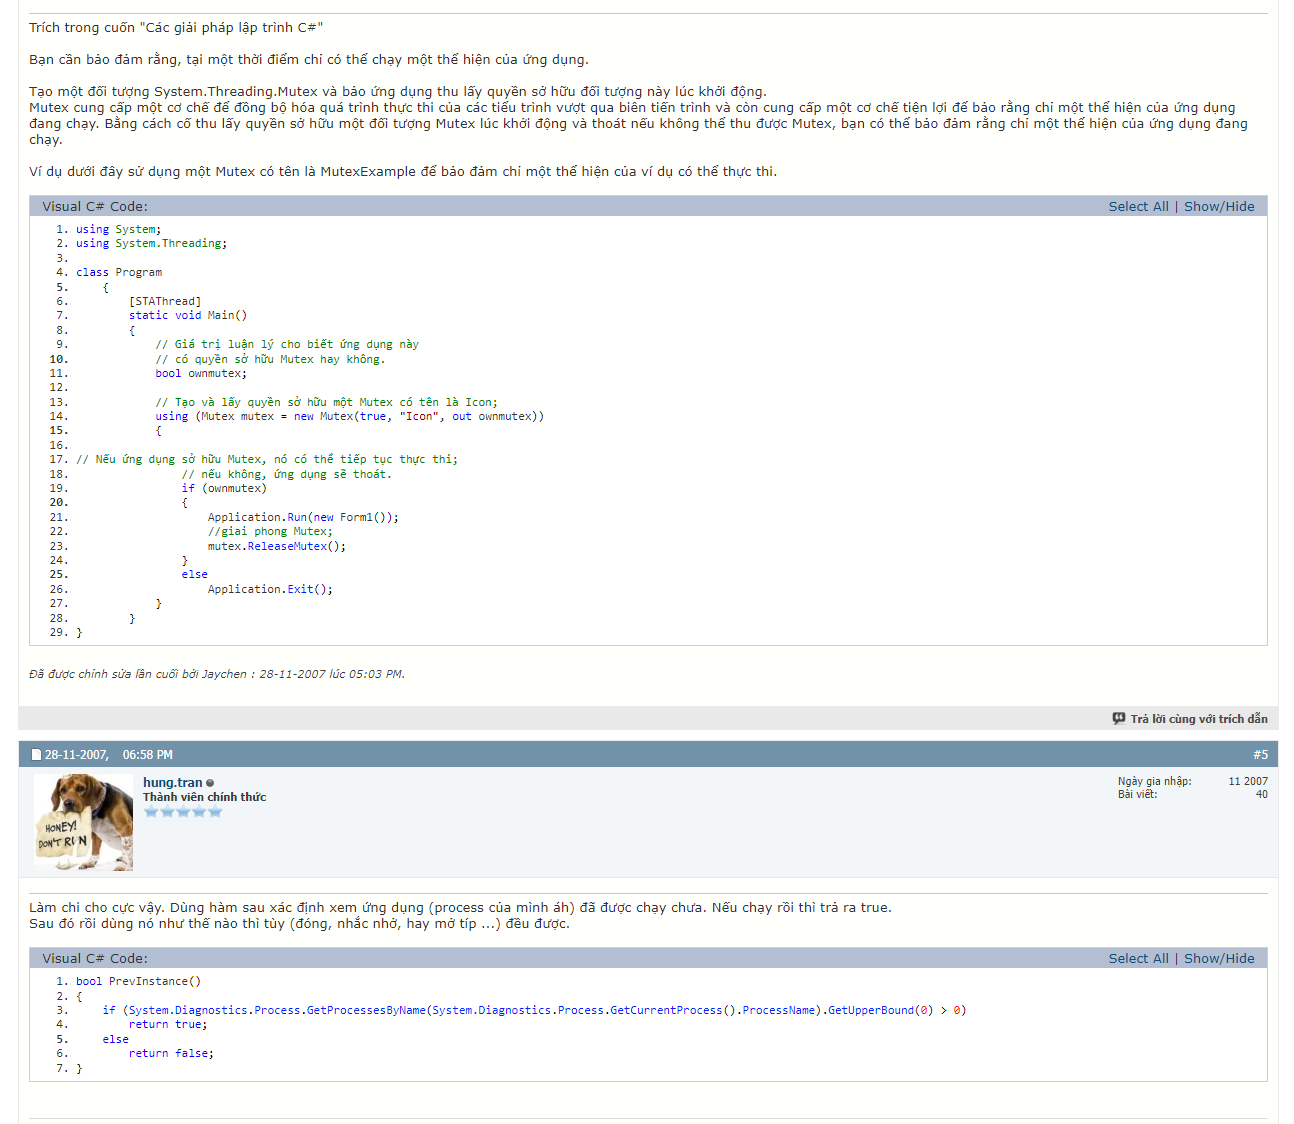 Trích trong cuốn "Các giải pháp lập trình C#"
Bạn cần bảo đảm rằng, tại một thời điểm chỉ có thể chạy một thể hiện của ứng dụng.
Tạo một đối tượng System.Threading.Mutex và bảo ứng dụng thu lấy quyền sở hữu đối tượng này lúc khởi động.
Mutex cung cấp một cơ chế để đồng bộ hóa quá trình thực thi của các tiểu trình vượt qua biên tiến trình và còn cung cấp một cơ chế tiện lợi để bảo rằng chỉ một thể hiện của ứng dụng
đang chạy. Bằng cách cố thu lấy quyền sở hữu một đối tượng Mutex lúc khởi động và thoát nếu không thể thu được Mutex, bạn có thể bảo đảm rằng chỉ một thể hiện của ứng dụng đang
chạy.
Ví dụ dưới đây sử dụng một Mutex có tên là MutexExample để bảo đảm chỉ một thể hiện của ví dụ có thể thực thi.
Visual C# Code: Select All | Show/Hide
1. using System;
2. using System.Threading;
3.
4. class Program
5. {
6. [STAThread]
7. static void Main()
8. {
9. // Giá trị luận lý cho biết ứng dụng này
10. // có quyền sở hữu Mutex hay không.
11. bool ownmutex;
12.
13. // Tạo và lấy quyền sở hữu một Mutex có tên là Icon;
14. using (Mutex mutex = new Mutex(true, "Icon", out ownmutex))
15. {
16.
17. // Nếu ứng dụng sở hữu Mutex, nó có thể tiếp tục thực thi;
18. // nếu không, ứng dụng sẽ thoát.
19. if (ownmutex)
20. {
21. Application.Run(new Form1());
22. //giai phong Mutex;
23. mutex.ReleaseMutex();
24. }
25. else
26. Application.Exit();
27. }
28. }
29. }
Đã được chỉnh sửa lần cuối bởi Jaychen : 28-11-2007 lúc 05:03 PM.
Trả lời cùng với trích dẫn
28-11-2007, 06:58 PM #5
hung.tran
Thành viên chính thức
Ngày gia nhập: 11 2007
Bài viết: 40
HONEY!
DON'T RUN
Làm chi cho cực vậy. Dùng hàm sau xác định xem ứng dụng (process của mình áh) đã được chạy chưa. Nếu chạy rồi thì trả ra true.
Sau đó rồi dùng nó như thế nào thì tùy (đóng, nhắc nhở, hay mở típ ...) đều được.
Visual C# Code: Select All | Show/Hide
1. bool PrevInstance()
2. {
3. if (System.Diagnostics.Process.GetProcessesByName(System.Diagnostics.Process.GetCurrentProcess().ProcessName).GetUpperBound(0) > 0)
4. return true;
5. else
6. return false;
7. }